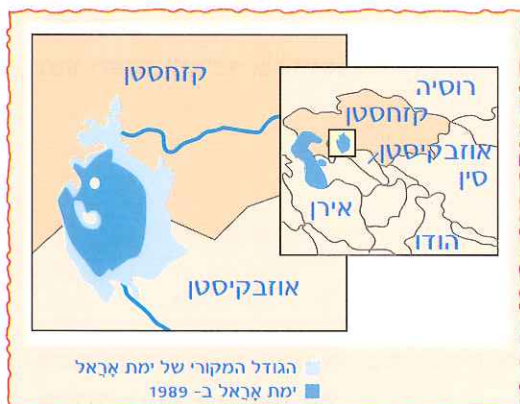 קזחסטן
אוזבקיסטן
רוסיה
קזחסטן
אוזבקיסטן
סין
אירן
הודו
הגודל המקורי של ימת אָרָאל
ימת אָרָאל ב- 1989